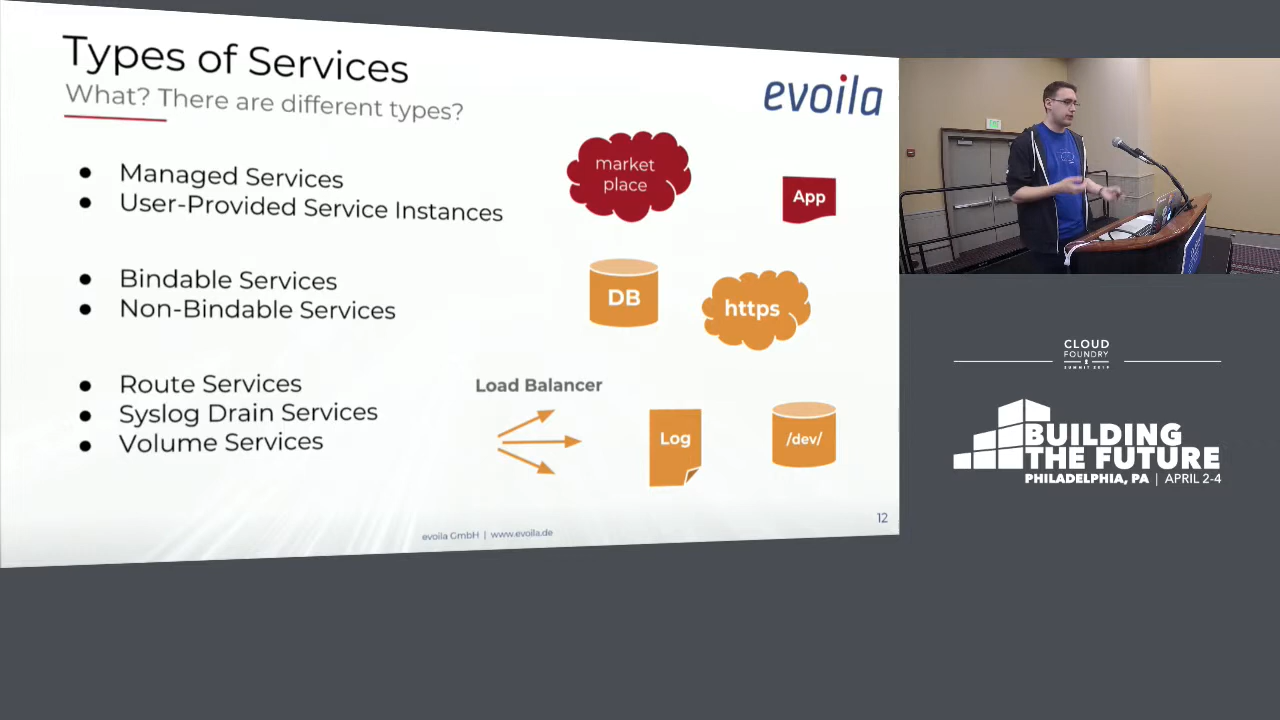 Types of Services
What? There are different types?
evoila
Managed Services
User-Provided Service Instances
market
place
App
Bindable Services
Non-Bindable Services
DB
https
Route Services
Syslog Drain Services
Volume Services
Load Balancer
Log
/dev/
evoila GmbH | www.evoila.de
12
CLOUD
FOUNDRY
SUMMIT 2019
BUILDING
THE FUTURE
PHILADELPHIA, PA | APRIL 2-4